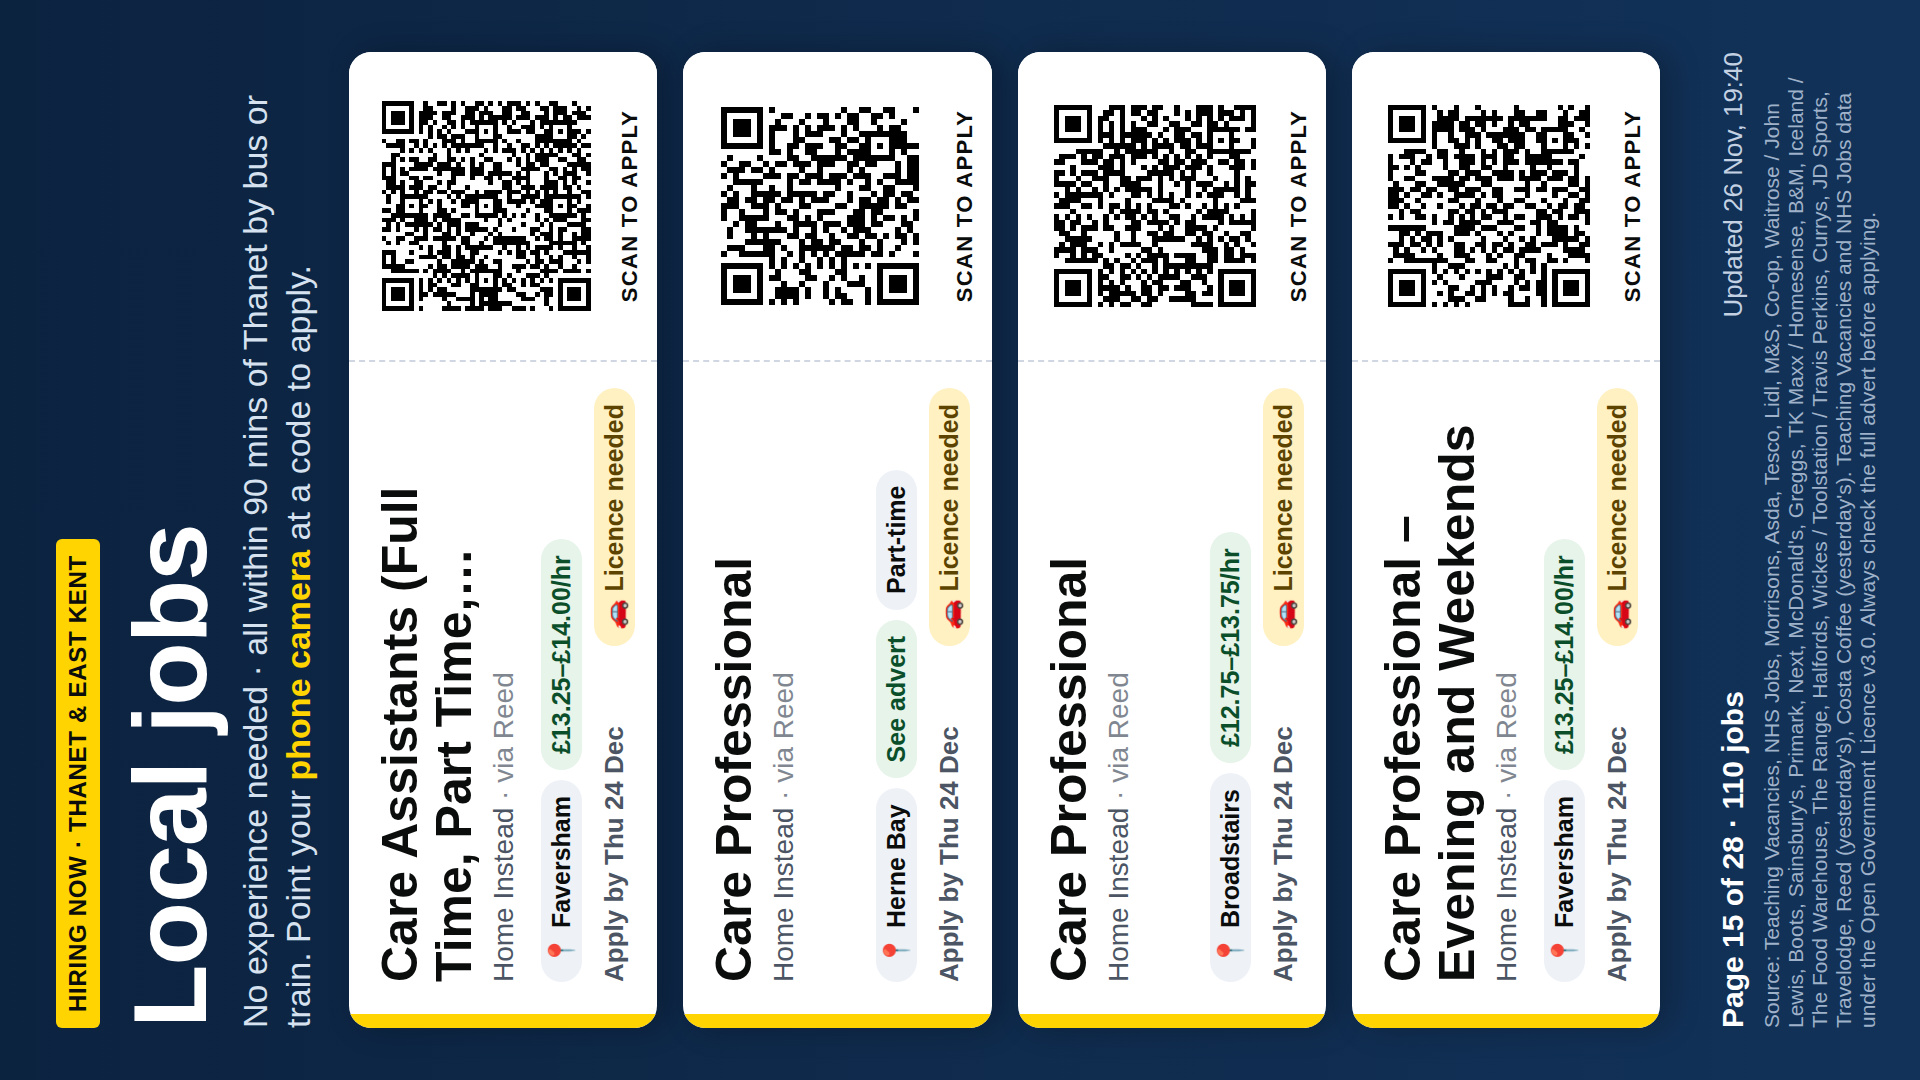 HIRING NOW · THANET & EAST KENT
Local jobs
No experience needed · all within 90 mins of Thanet by bus or
train. Point your phone camera at a code to apply.
Care Assistants (Full
Time, Part Time,…
Home Instead · via Reed
📍 Faversham
£13.25–£14.00/hr
Apply by Thu 24 Dec
🚗 Licence needed
SCAN TO APPLY
Care Professional
Home Instead · via Reed
📍 Herne Bay
See advert
Part-time
Apply by Thu 24 Dec
🚗 Licence needed
SCAN TO APPLY
Care Professional
Home Instead · via Reed
📍 Broadstairs
£12.75–£13.75/hr
Apply by Thu 24 Dec
🚗 Licence needed
SCAN TO APPLY
Care Professional –
Evening and Weekends
Home Instead · via Reed
📍 Faversham
£13.25–£14.00/hr
Apply by Thu 24 Dec
🚗 Licence needed
SCAN TO APPLY
Page 15 of 28 · 110 jobs
Updated 26 Nov, 19:40
Source: Teaching Vacancies, NHS Jobs, Morrisons, Asda, Tesco, Lidl, M&S, Co-op, Waitrose / John
Lewis, Boots, Sainsbury's, Primark, Next, McDonald's, Greggs, TK Maxx / Homesense, B&M, Iceland /
The Food Warehouse, The Range, Halfords, Wickes / Toolstation / Travis Perkins, Currys, JD Sports,
Travelodge, Reed (yesterday's), Costa Coffee (yesterday's). Teaching Vacancies and NHS Jobs data
under the Open Government Licence v3.0. Always check the full advert before applying.